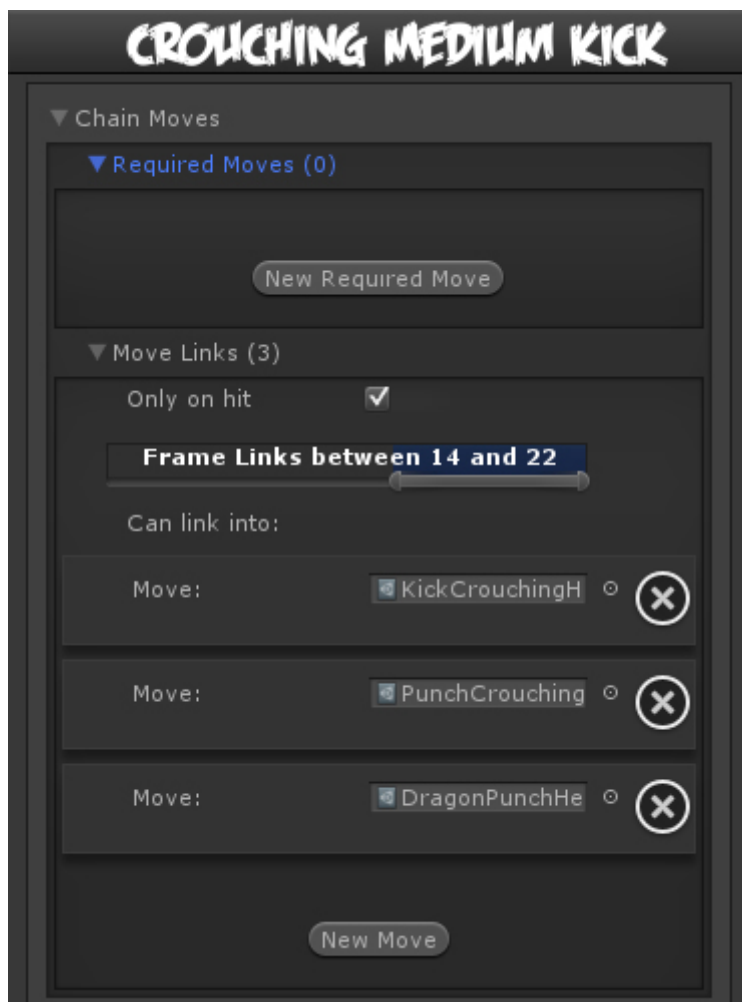 CROUCHING MEDIUM KICK
Chain Moves
Required Moves (0)
New Required Move
Move Links (3)
Only on hit
Frame Links between 14 and 22
Can link into:
Move: KickCrouchingH
Move: PunchCrouching
Move: DragonPunchHe
New Move